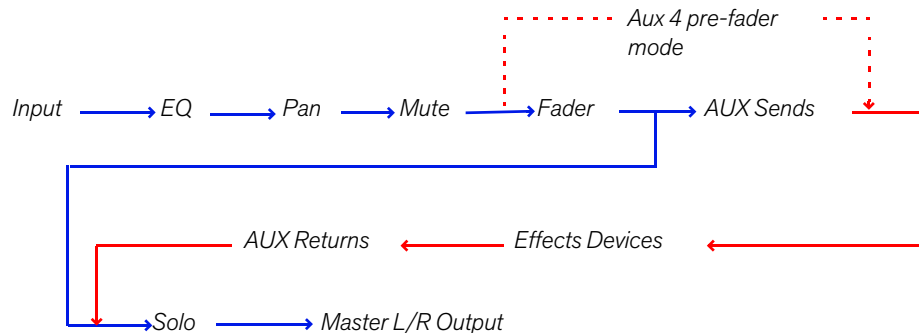 Aux 4 pre-fader
mode
Input EQ Pan Mute Fader AUX Sends
AUX Returns Effects Devices
Solo Master L/R Output